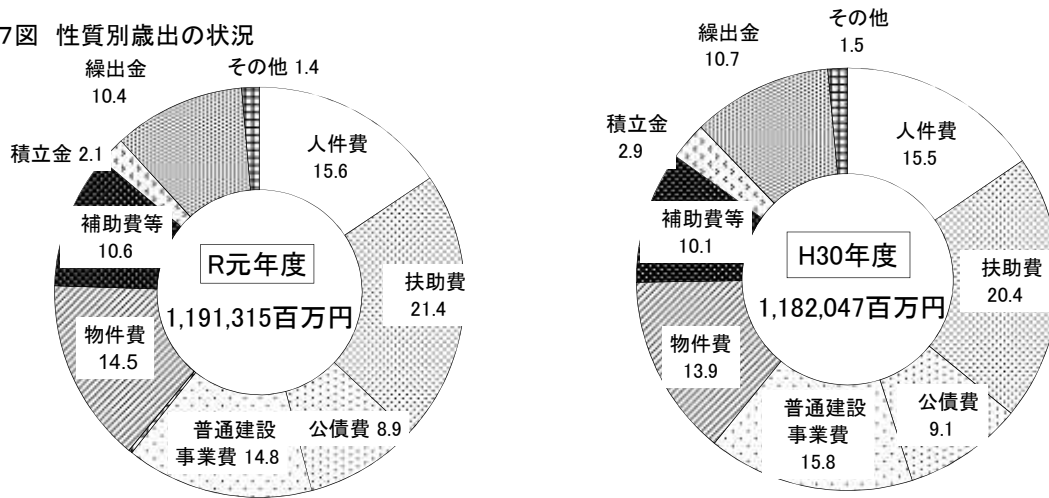 7図 性質別歳出の状況
繰出金
10.4
その他 1.4
積立金 2.1
人件費
15.6
補助費等
10.6
R元年度
1,191,315百万円
扶助費
21.4
物件費
14.5
普通建設
事業費 14.8
公債費 8.9
繰出金
10.7
その他
1.5
積立金
2.9
人件費
15.5
補助費等
10.1
H30年度
1,182,047百万円
扶助費
20.4
物件費
13.9
普通建設
事業費
15.8
公債費
9.1